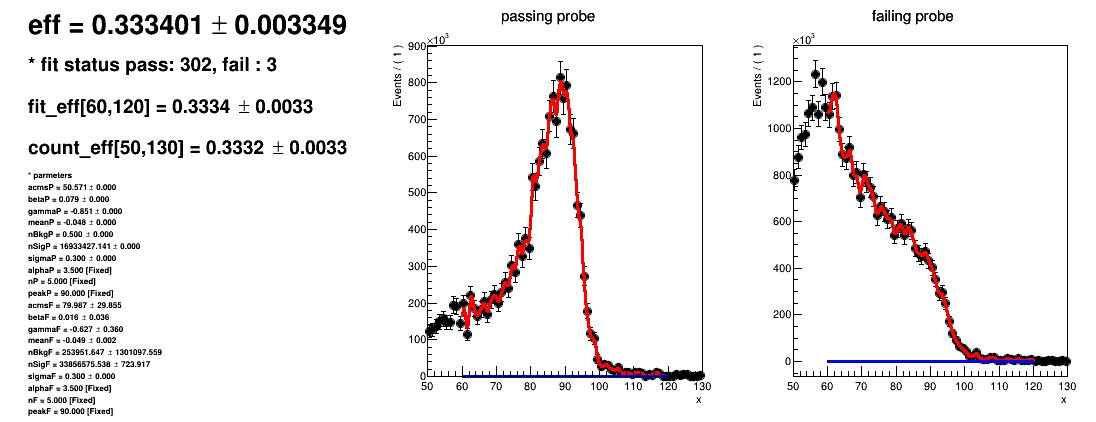 eff = 0.333401 ± 0.003349
* fit status pass: 302, fail : 3
fit_eff[60,120] = 0.3334 ± 0.0033
count_eff[50,130] = 0.3332 ± 0.0033
* parmeters
acmsP = 50.571 ± 0.000
betaP = 0.079 ± 0.000
gammaP = -0.851 ± 0.000
meanP = -0.048 ± 0.000
nBkgP = 0.500 ± 0.000
nSigP = 16933427.141 ± 0.000
sigmaP = 0.300 ± 0.000
alphaP = 3.500 [Fixed]
nP = 5.000 [Fixed]
peakP = 90.000 [Fixed]
acmsF = 79.987 ± 29.855
betaF = 0.016 ± 0.036
gammaF = -0.627 ± 0.360
meanF = -0.049 ± 0.002
nBkgF = 253951.647 ± 1301097.559
nSigF = 33856575.538 ± 723.917
sigmaF = 0.300 ± 0.000
alphaF = 3.500 [Fixed]
nF = 5.000 [Fixed]
peakF = 90.000 [Fixed]
passing probe
×10³
Events / ( 1 )
900
800
700
600
500
400
300
200
100
0
50 60 70 80 90 100 110 120 130
x
failing probe
×10³
Events / ( 1 )
1200
1000
800
600
400
200
0
50 60 70 80 90 100 110 120 130
x